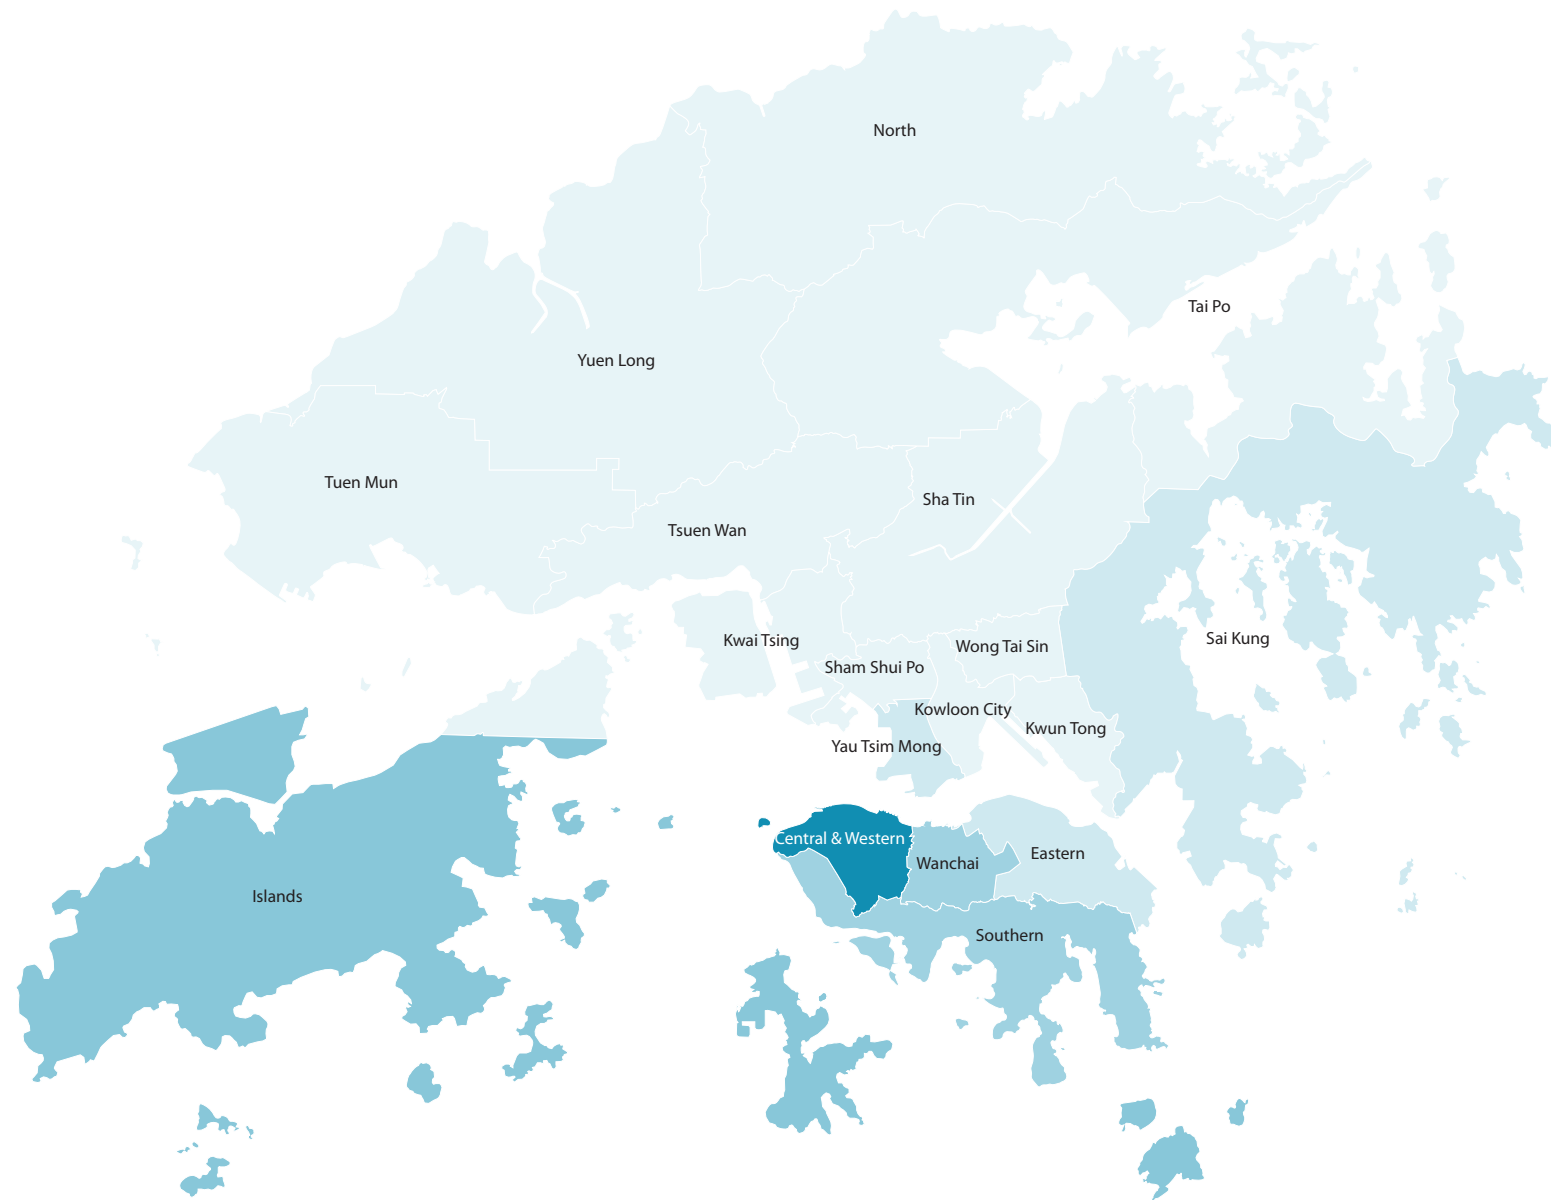 North
Tai Po
Yuen Long
Tuen Mun
Sha Tin
Tsuen Wan
Sai Kung
Kwai Tsing
Wong Tai Sin
Sham Shui Po
Kowloon City
Kwun Tong
Yau Tsim Mong
Central & Western
Eastern
Wanchai
Islands
Southern